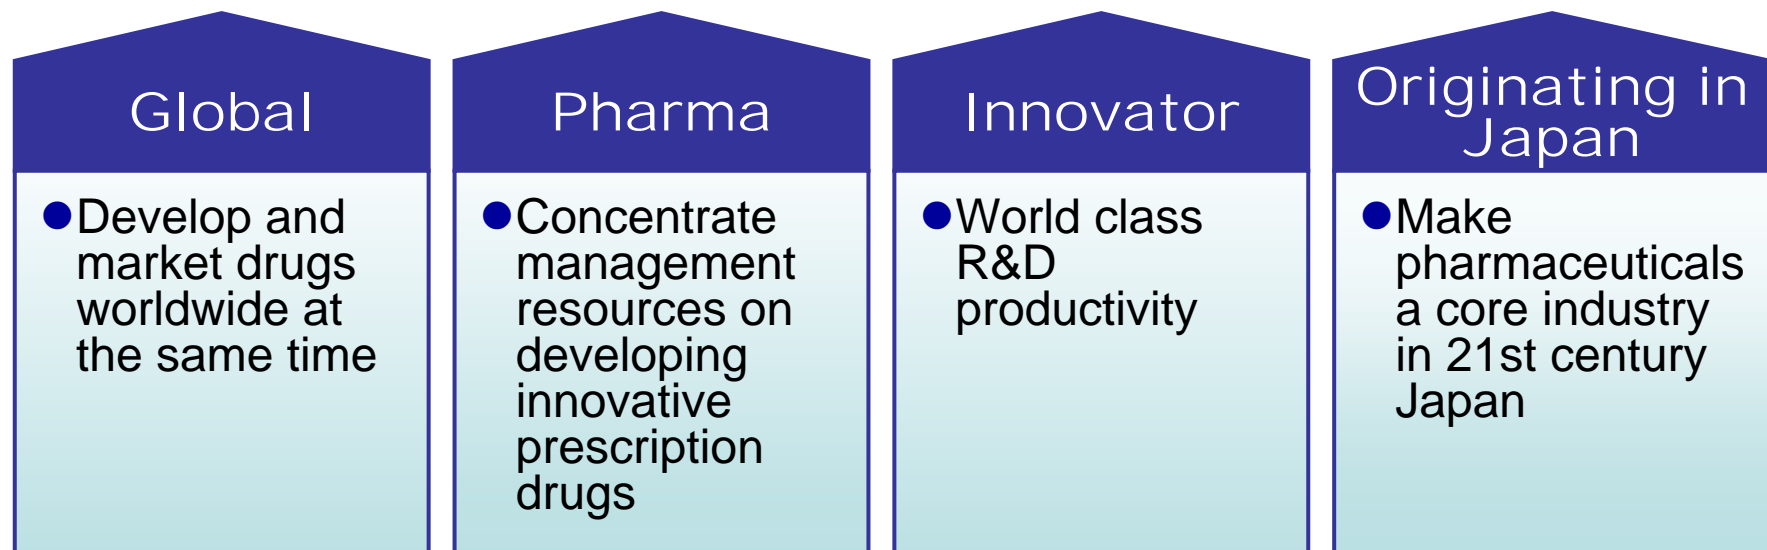 Global
● Develop and
market drugs
worldwide at
the same time
Pharma
● Concentrate
management
resources on
developing
innovative
prescription
drugs
Innovator
● World class
R&D
productivity
Originating in
Japan
● Make
pharmaceuticals
a core industry
in 21st century
Japan